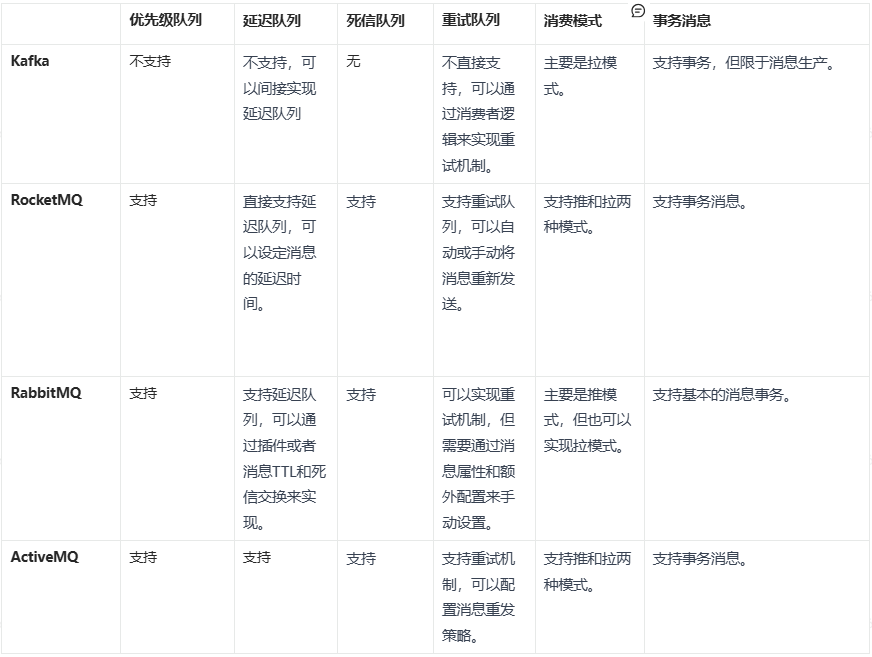 优先级队列
延迟队列
死信队列
重试队列
消费模式
事务消息
Kafka
不支持
不支持，可
以间接实现
延迟队列
无
不直接支
持，可以通
过消费者逻
辑来实现重
试机制。
主要是拉模
式。
支持事务，但限于消息生产。
RocketMQ
支持
直接支持延
迟队列，可
以设定消息
的延迟时
间。
支持
支持重试队
列，可以自
动或手动将
消息重新发
送。
支持推和拉两
种模式。
支持事务消息。
RabbitMQ
支持
支持延迟队
列，可以通
过插件或者
消息TTL和死
信交换来实
现。
支持
可以实现重
试机制，但
需要通过消
息属性和额
外配置来手
动设置。
主要是推模
式，但也可以
实现拉模式。
支持基本的消息事务。
ActiveMQ
支持
支持
支持
支持重试机
制，可以配
置消息重发
策略。
支持推和拉两
种模式。
支持事务消息。